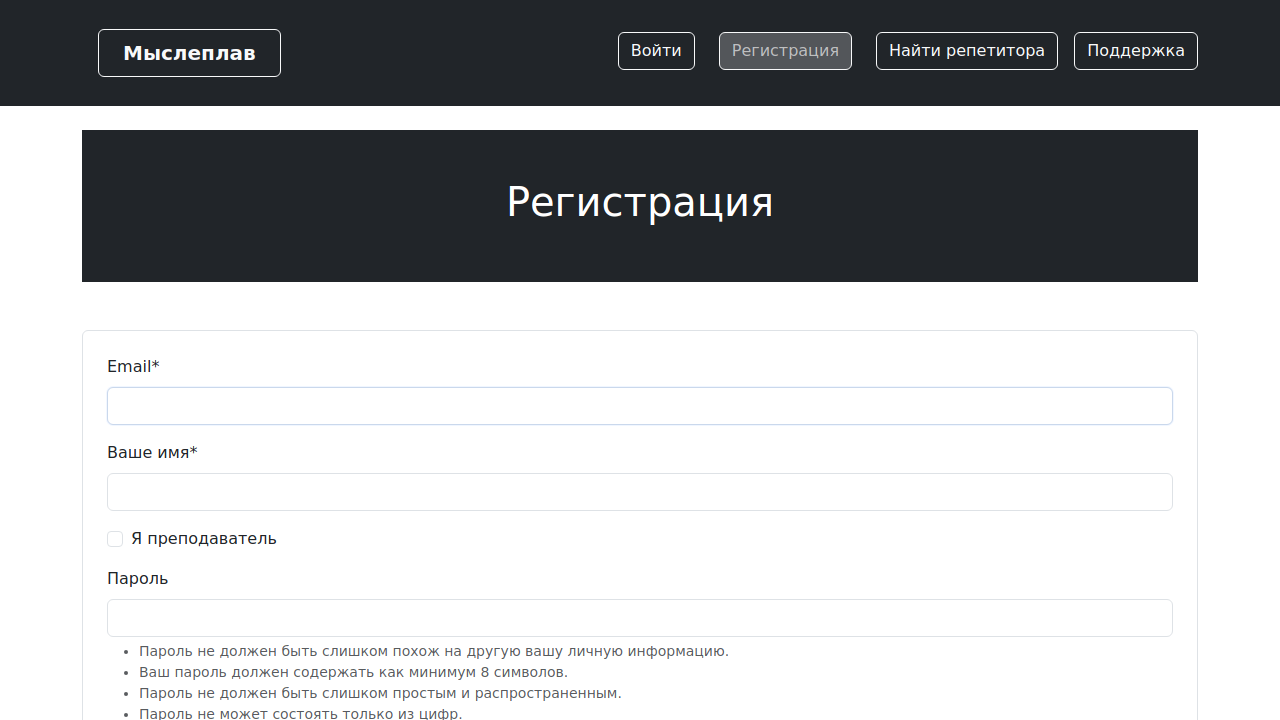 Мыслеплав
Войти
Регистрация
Найти репетитора
Поддержка
Регистрация
Email*
Ваше имя*
Я преподаватель
Пароль
Пароль не должен быть слишком похож на другую вашу личную информацию.
Ваш пароль должен содержать как минимум 8 символов.
Пароль не должен быть слишком простым и распространенным.
Пароль не может состоять только из цифр.